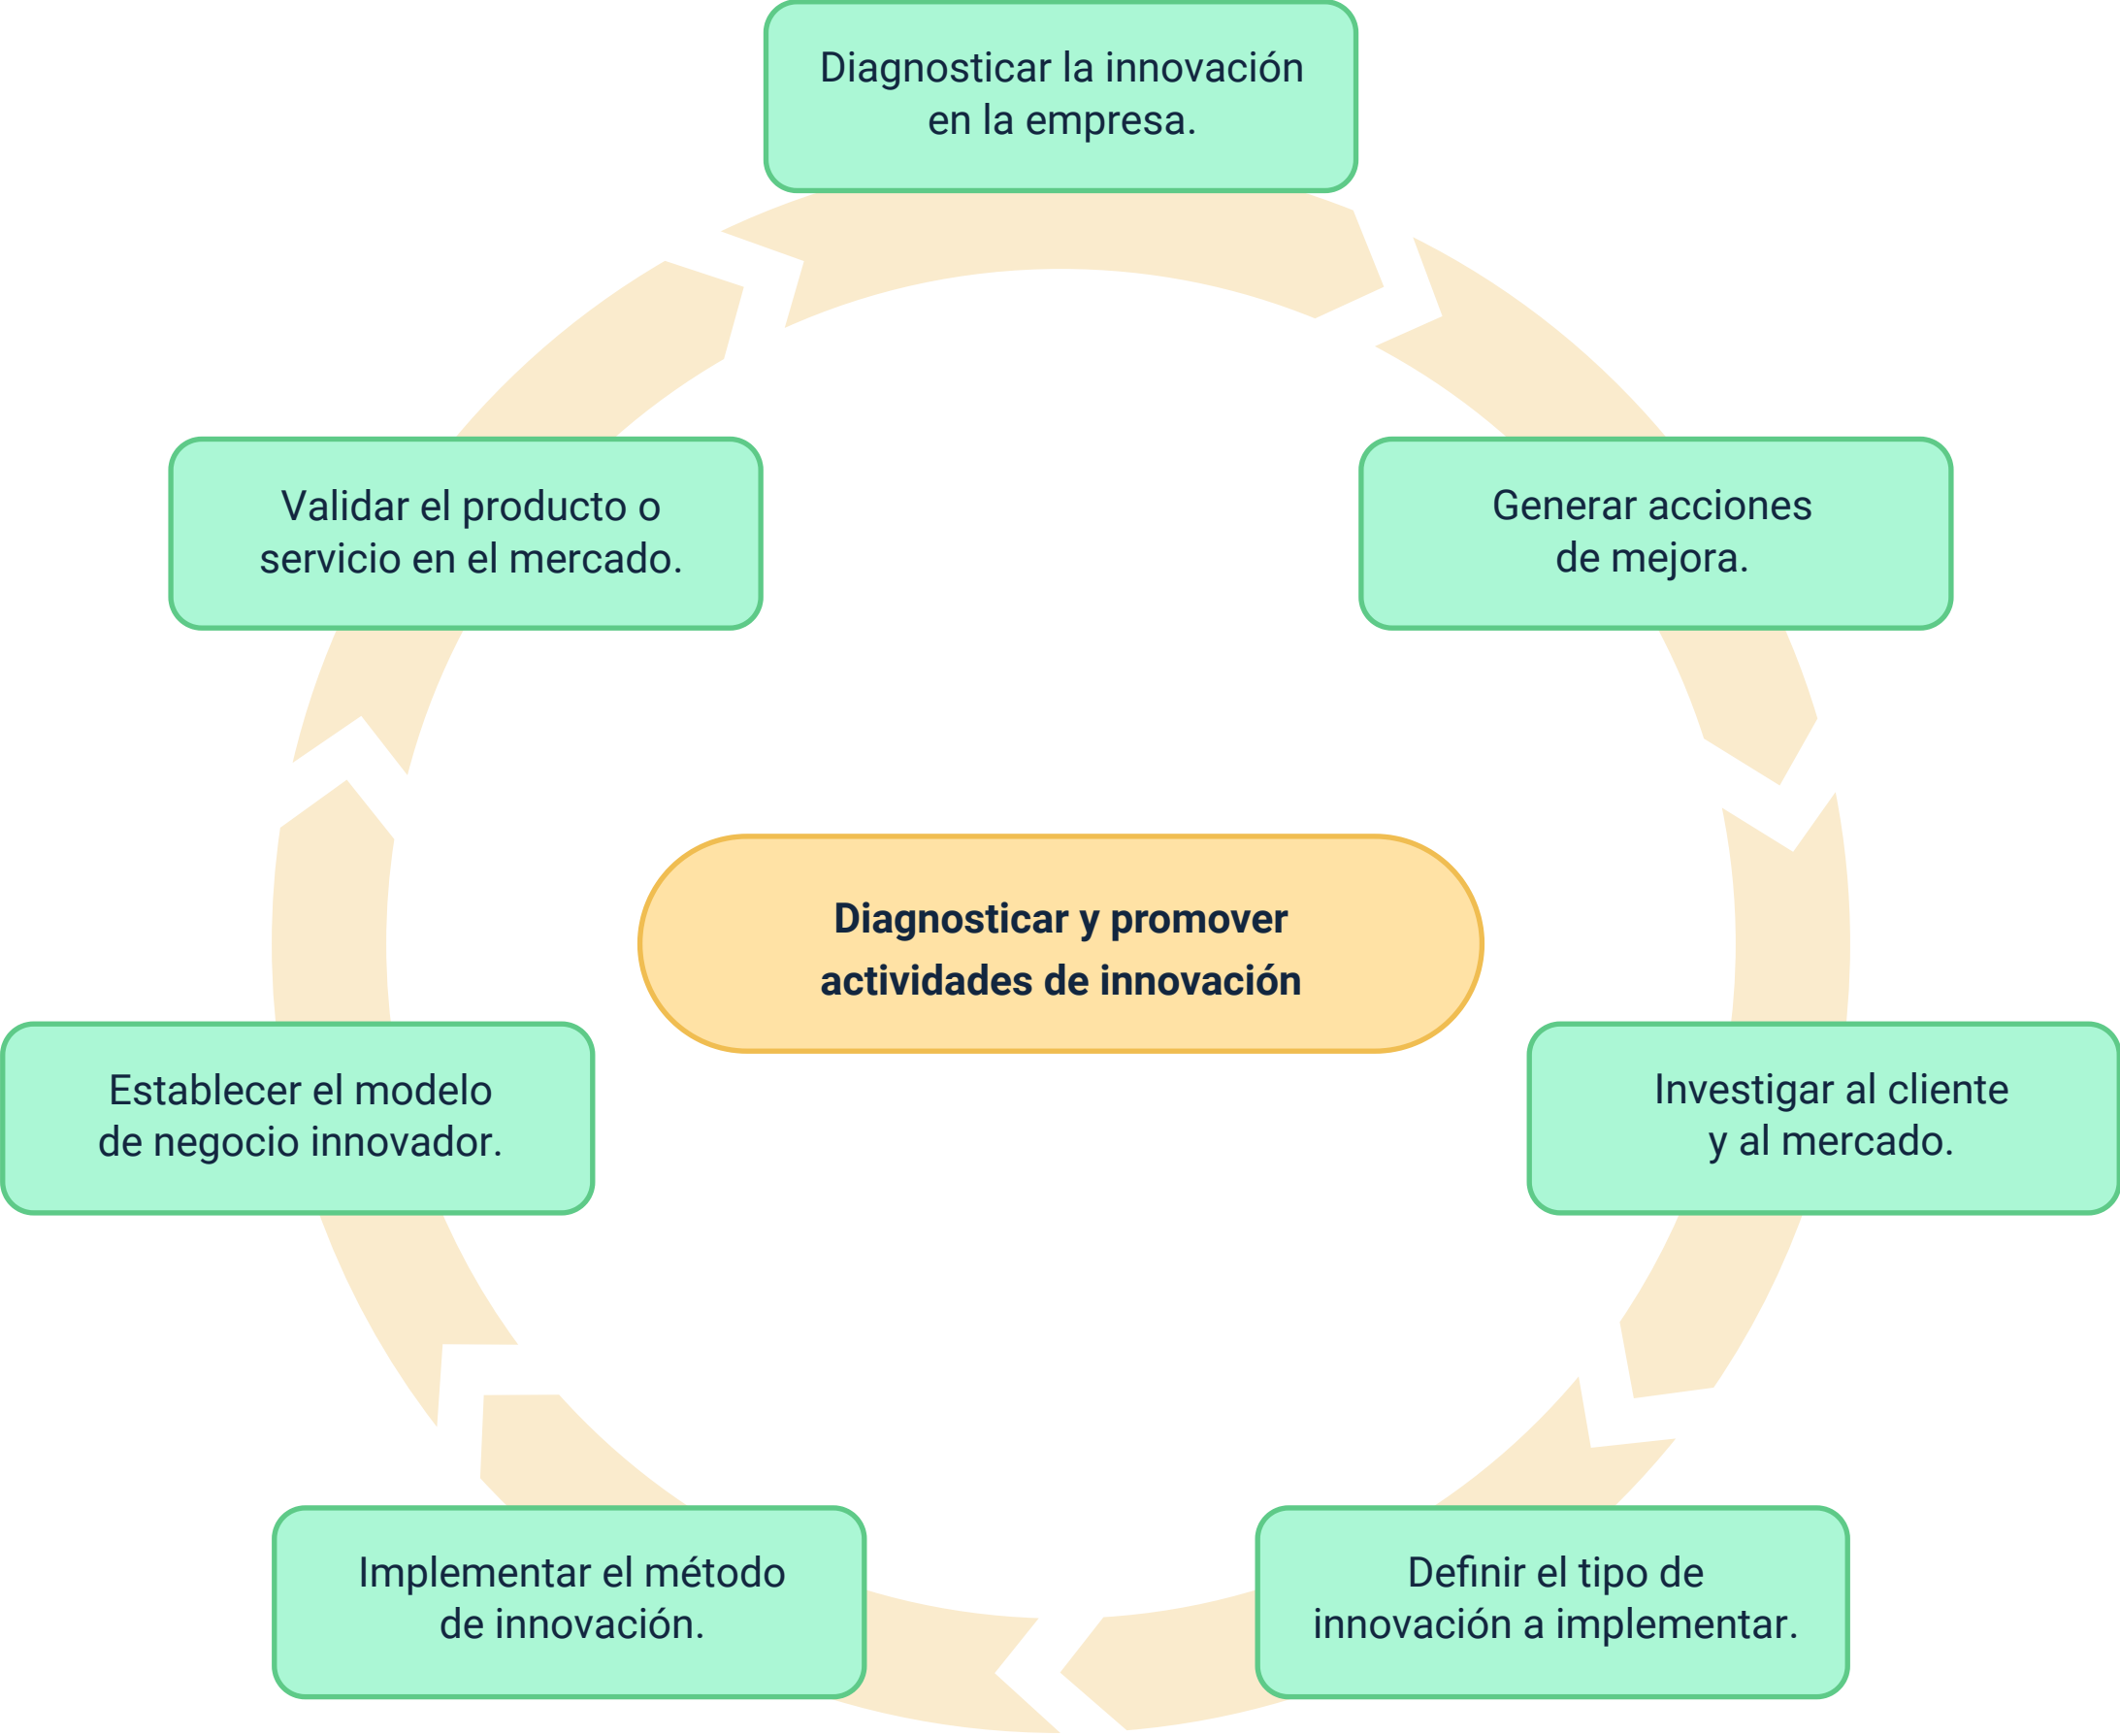 Diagnosticar la innovación
en la empresa.
Generar acciones
de mejora.
Investigar al cliente
y al mercado.
Definir el tipo de
innovación a implementar.
Implementar el método
de innovación.
Establecer el modelo
de negocio innovador.
Validar el producto o
servicio en el mercado.
Diagnosticar y promover
actividades de innovación